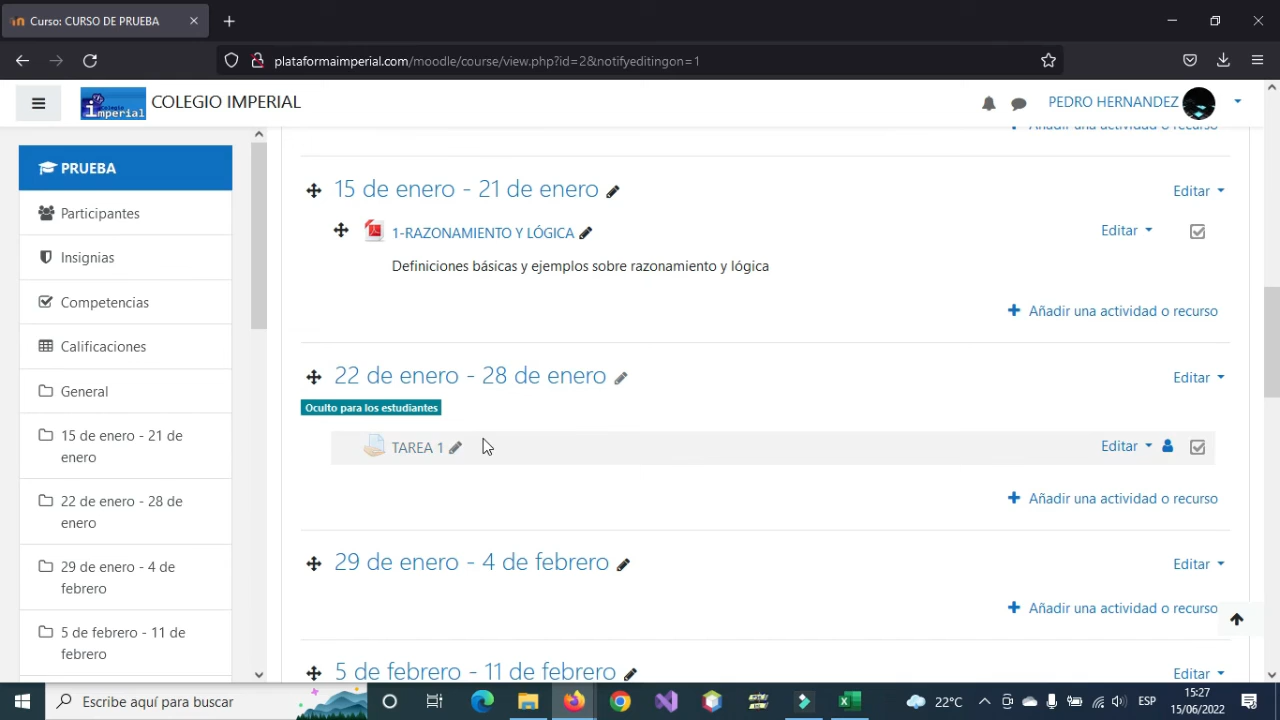 Curso: CURSO DE PRUEBA
plataformaimperial.com/moodle/course/view.php?id=2&notifyeditingon=1
imperial
COLEGIO IMPERIAL
PEDRO HERNANDEZ
Añadir una actividad o recurso
PRUEBA
Participantes
Insignias
Competencias
Calificaciones
General
15 de enero - 21 de
enero
22 de enero - 28 de
enero
29 de enero - 4 de
febrero
5 de febrero - 11 de
febrero
15 de enero - 21 de enero
Editar
1-RAZONAMIENTO Y LÓGICA
Editar
Definiciones básicas y ejemplos sobre razonamiento y lógica
Añadir una actividad o recurso
22 de enero - 28 de enero
Editar
Oculto para los estudiantes
TAREA 1
Editar
Añadir una actividad o recurso
29 de enero - 4 de febrero
Editar
Añadir una actividad o recurso
5 de febrero - 11 de febrero
Editar
Escribe aquí para buscar
22°C
ESP
15:27
15/06/2022